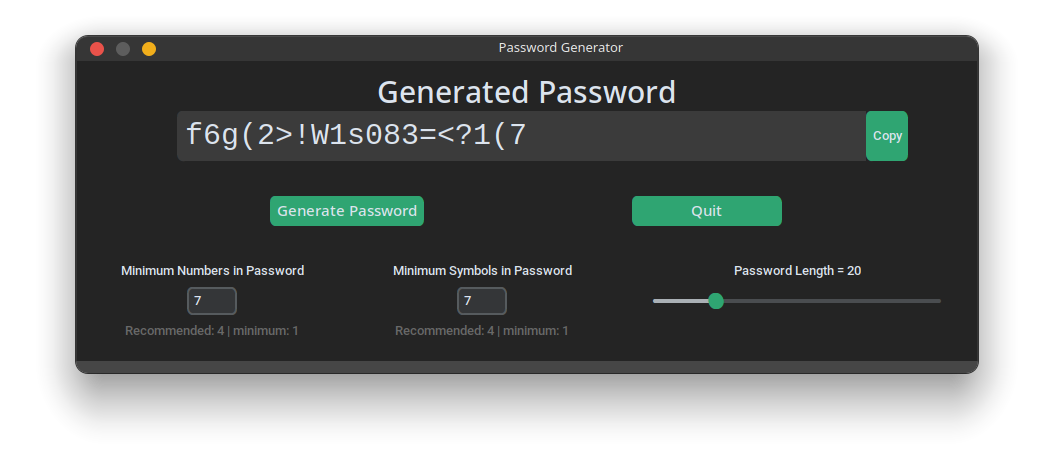 Password Generator
Generated Password
f6g(2>!W1s083=<?1(7
Copy
Generate Password
Quit
Minimum Numbers in Password
Minimum Symbols in Password
Password Length = 20
7
7
Recommended: 4 | minimum: 1
Recommended: 4 | minimum: 1